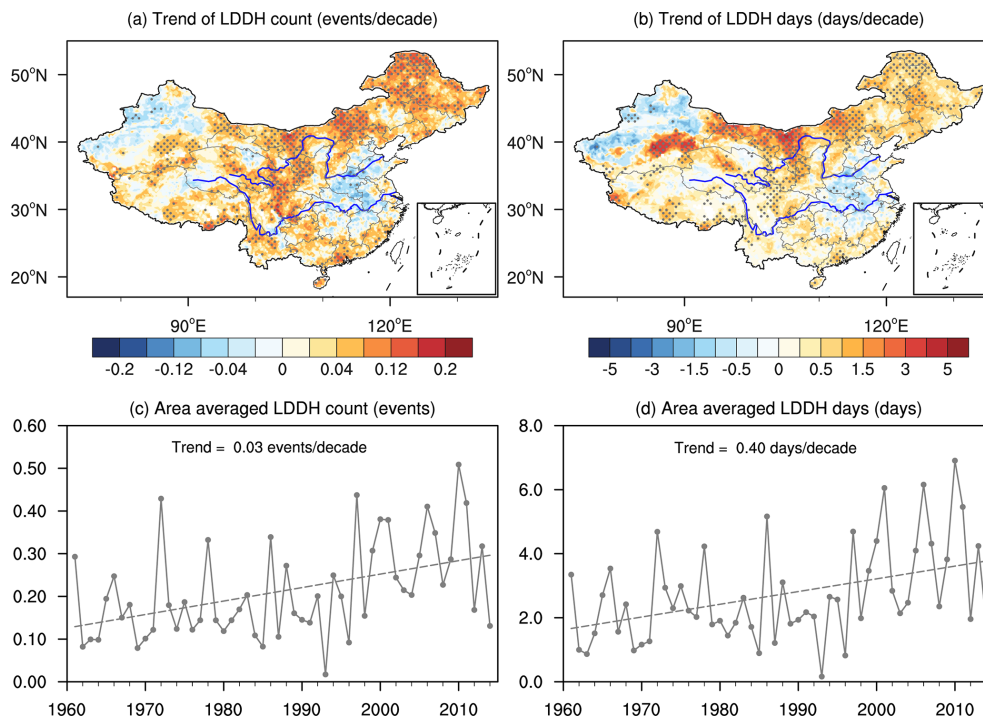 (a) Trend of LDDH count (events/decade)
(b) Trend of LDDH days (days/decade)
50°N
40°N
30°N
20°N
90°E
120°E
50°N
40°N
30°N
20°N
90°E
120°E
-0.2 -0.12 -0.04 0 0.04 0.12 0.2
-5 -3 -1.5 -0.5 0 0.5 1.5 3 5
(c) Area averaged LDDH count (events)
(d) Area averaged LDDH days (days)
Trend = 0.03 events/decade
0.60
0.50
0.40
0.30
0.20
0.10
0.00
1960 1970 1980 1990 2000 2010
Trend = 0.40 days/decade
8.0
6.0
4.0
2.0
0.0
1960 1970 1980 1990 2000 2010